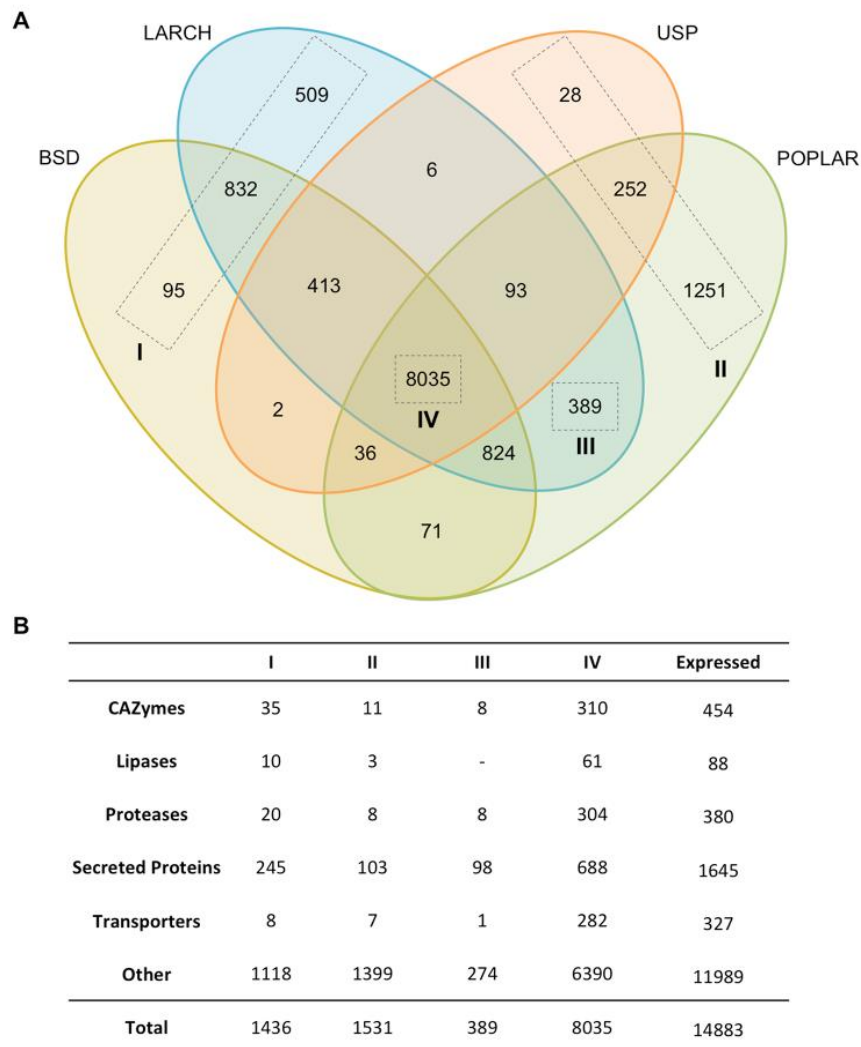 A
LARCH
USP
BSD
POPLAR
509
28
832
6
252
95
413
93
1251
I
II
8035
389
2
IV
III
36
824
71
B
I II III IV Expressed
CAZymes 35 11 8 310 454
Lipases 10 3 - 61 88
Proteases 20 8 8 304 380
Secreted Proteins 245 103 98 688 1645
Transporters 8 7 1 282 327
Other 1118 1399 274 6390 11989
Total 1436 1531 389 8035 14883